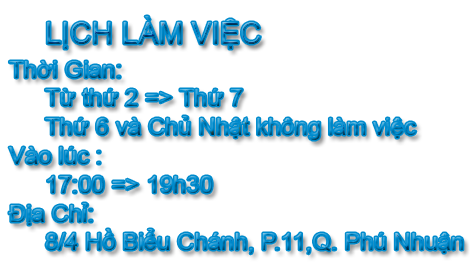 LỊCH LÀM VIỆC
Thời Gian:
Từ thứ 2 => Thứ 7
Thứ 6 và Chủ Nhật không làm việc
Vào lúc :
17:00 => 19h30
Địa Chỉ:
8/4 Hồ Biểu Chánh, P.11,Q. Phú Nhuận